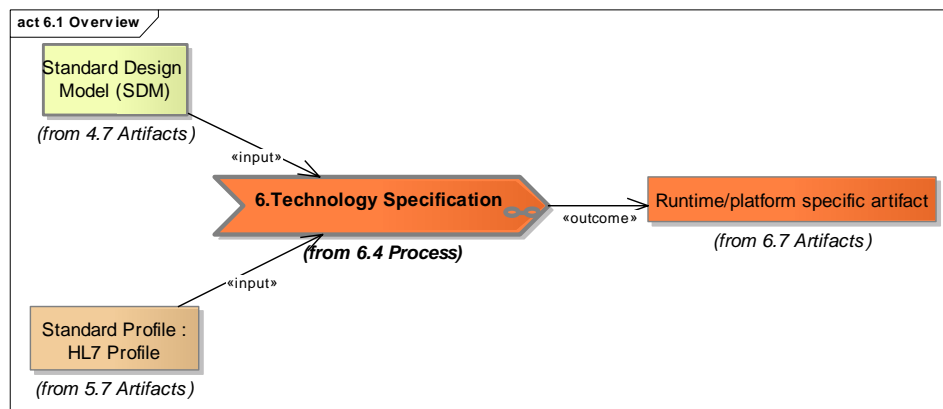 act 6.1 Overview
Standard Design
Model (SDM)
(from 4.7 Artifacts)
«input»
6.Technology Specification
(from 6.4 Process)
«outcome»
Runtime/platform specific artifact
(from 6.7 Artifacts)
«input»
Standard Profile :
HL7 Profile
(from 5.7 Artifacts)